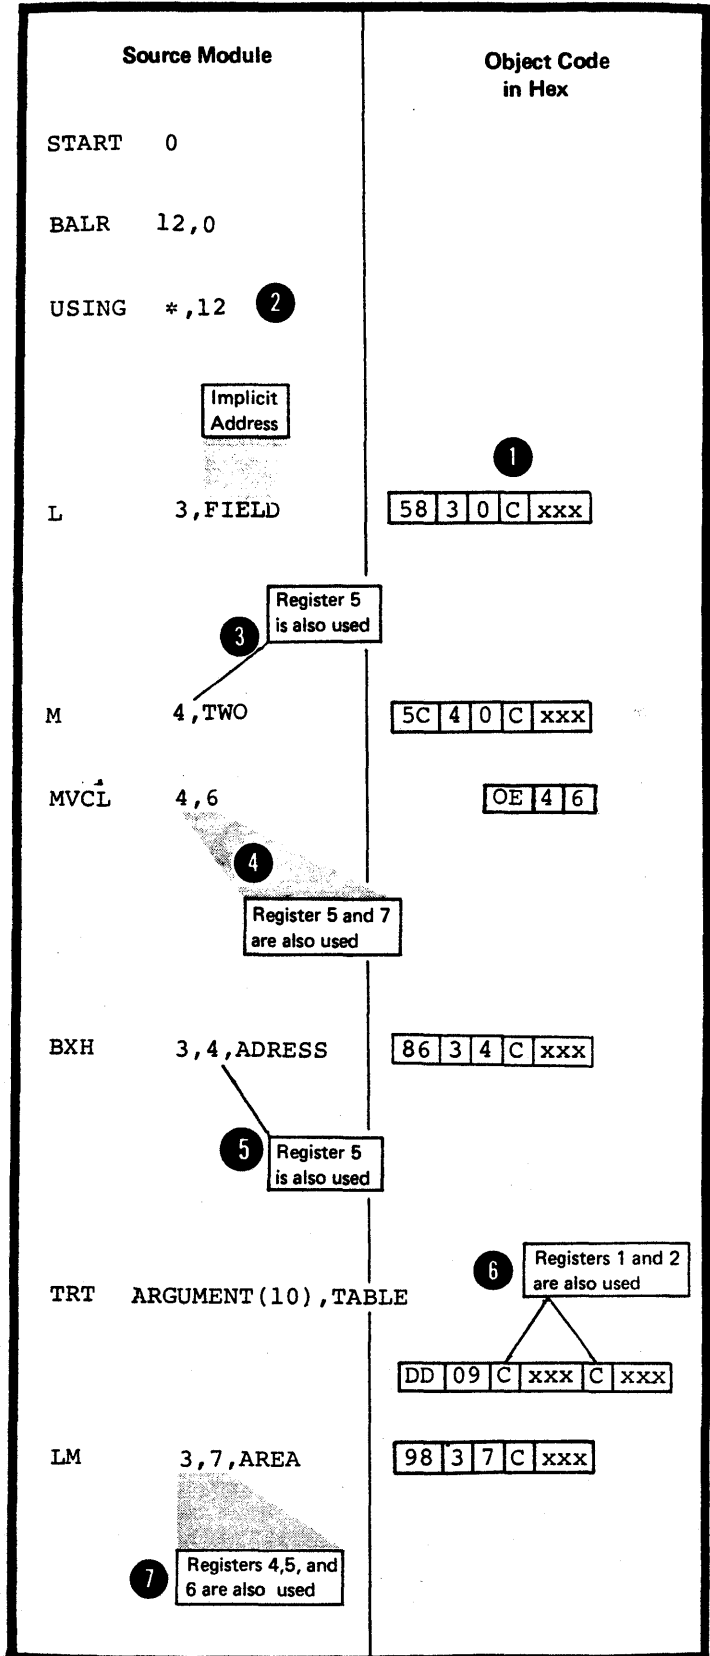 Source Module
Object Code
in Hex
START 0
BALR 12,0
USING *,12 2
Implicit
Address
1
L 3,FIELD 58 3 0 C xxx
Register 5
is also used
3
M 4,TWO 5C 4 0 C xxx
MVCL 4,6 OE 4 6
4
Register 5 and 7
are also used
BXH 3,4,ADRESS 86 3 4 C xxx
5
Register 5
is also used
6
Registers 1 and 2
are also used
TRT ARGUMENT(10),TABLE
DD 09 C xxx C xxx
LM 3,7,AREA 98 3 7 C xxx
7
Registers 4,5, and
6 are also used